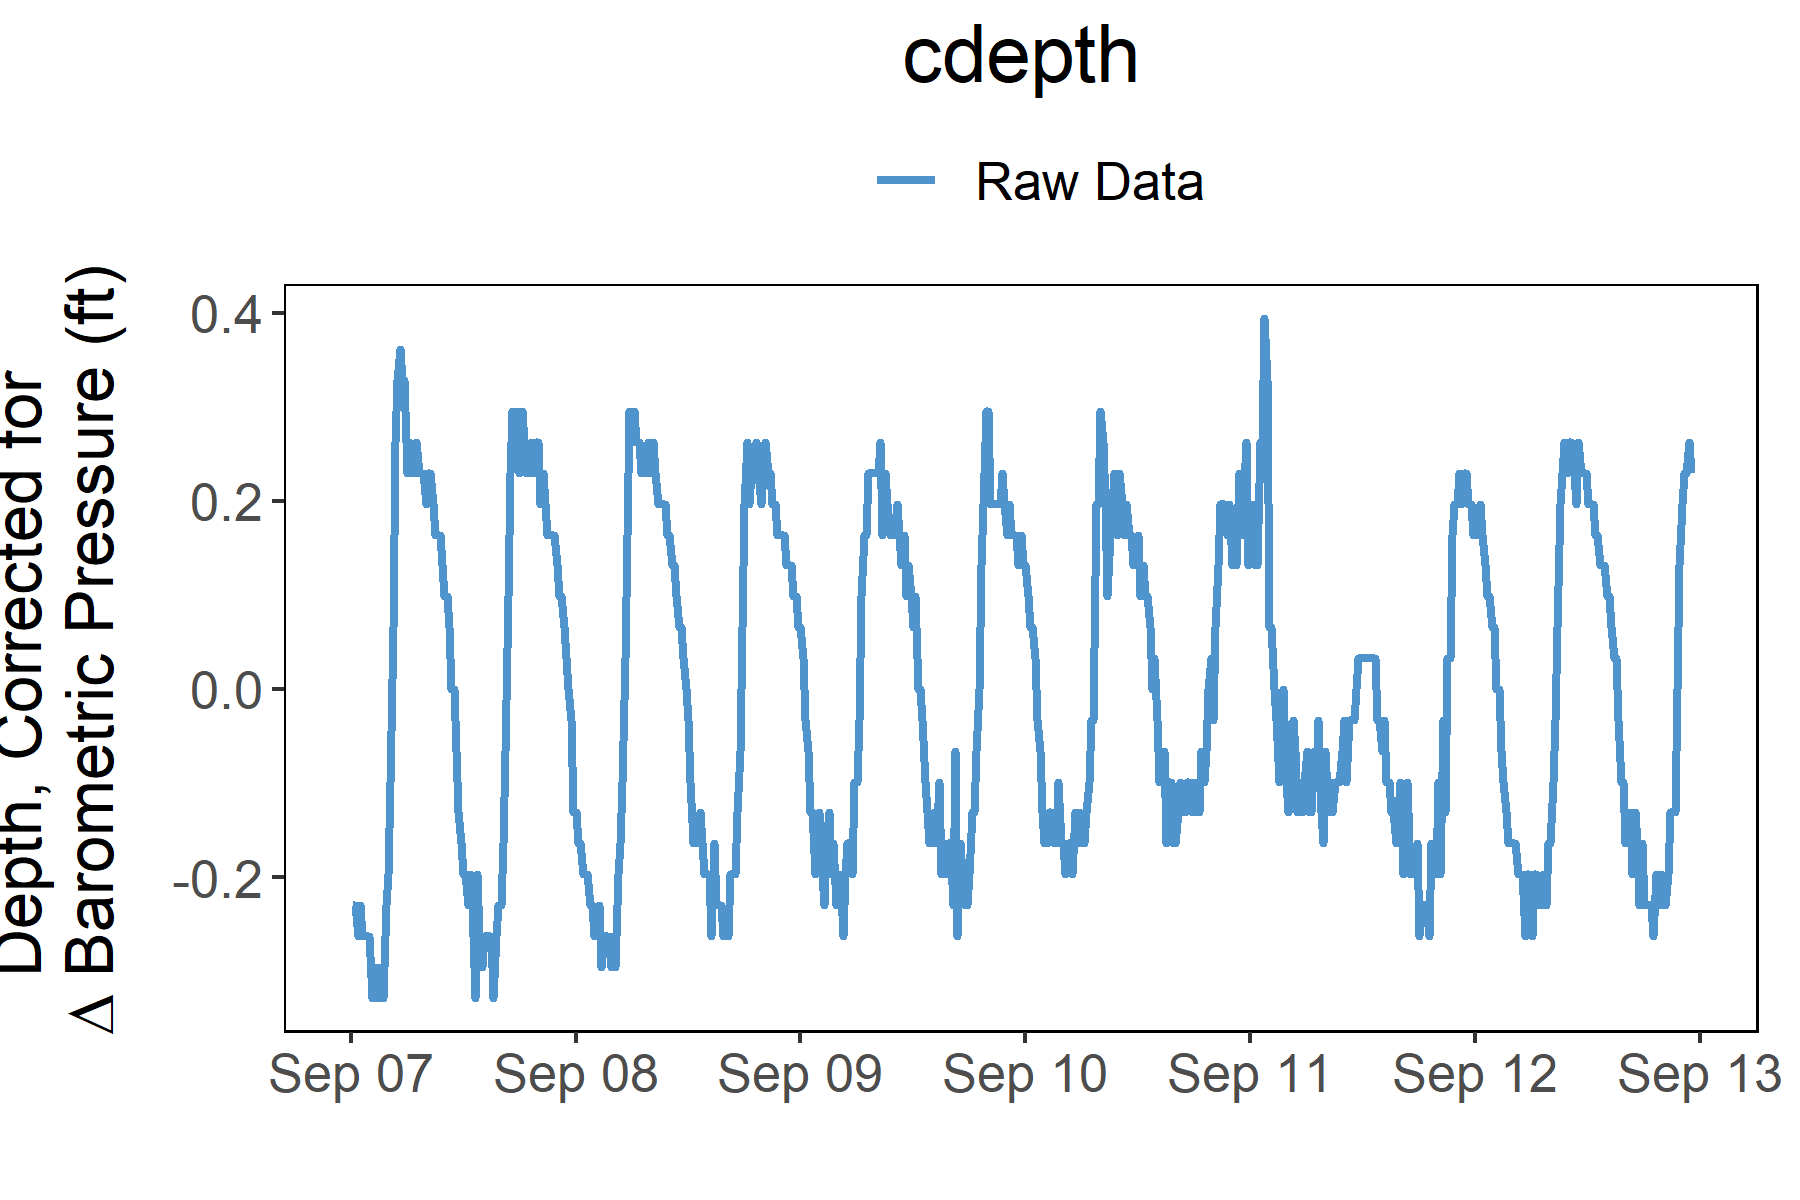 cdepth
Raw Data
Depth, Corrected for
Δ Barometric Pressure (ft)
0.4
0.2
0.0
-0.2
Sep 07 Sep 08 Sep 09 Sep 10 Sep 11 Sep 12 Sep 13